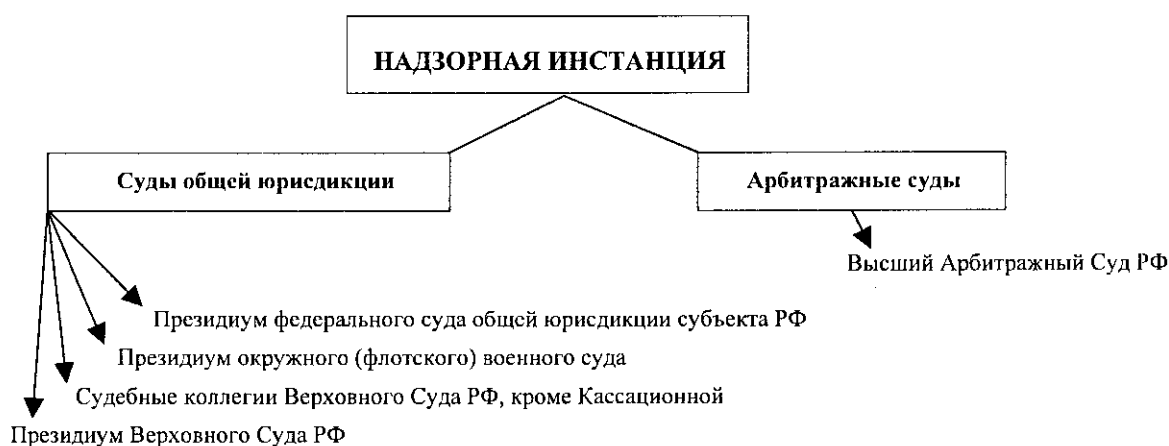 НАДЗОРНАЯ ИНСТАНЦИЯ
Суды общей юрисдикции
Арбитражные суды
Высший Арбитражный Суд РФ
Президиум федерального суда общей юрисдикции субъекта РФ
Президиум окружного (флотского) военного суда
Судебные коллегии Верховного Суда РФ, кроме Кассационной
Президиум Верховного Суда РФ